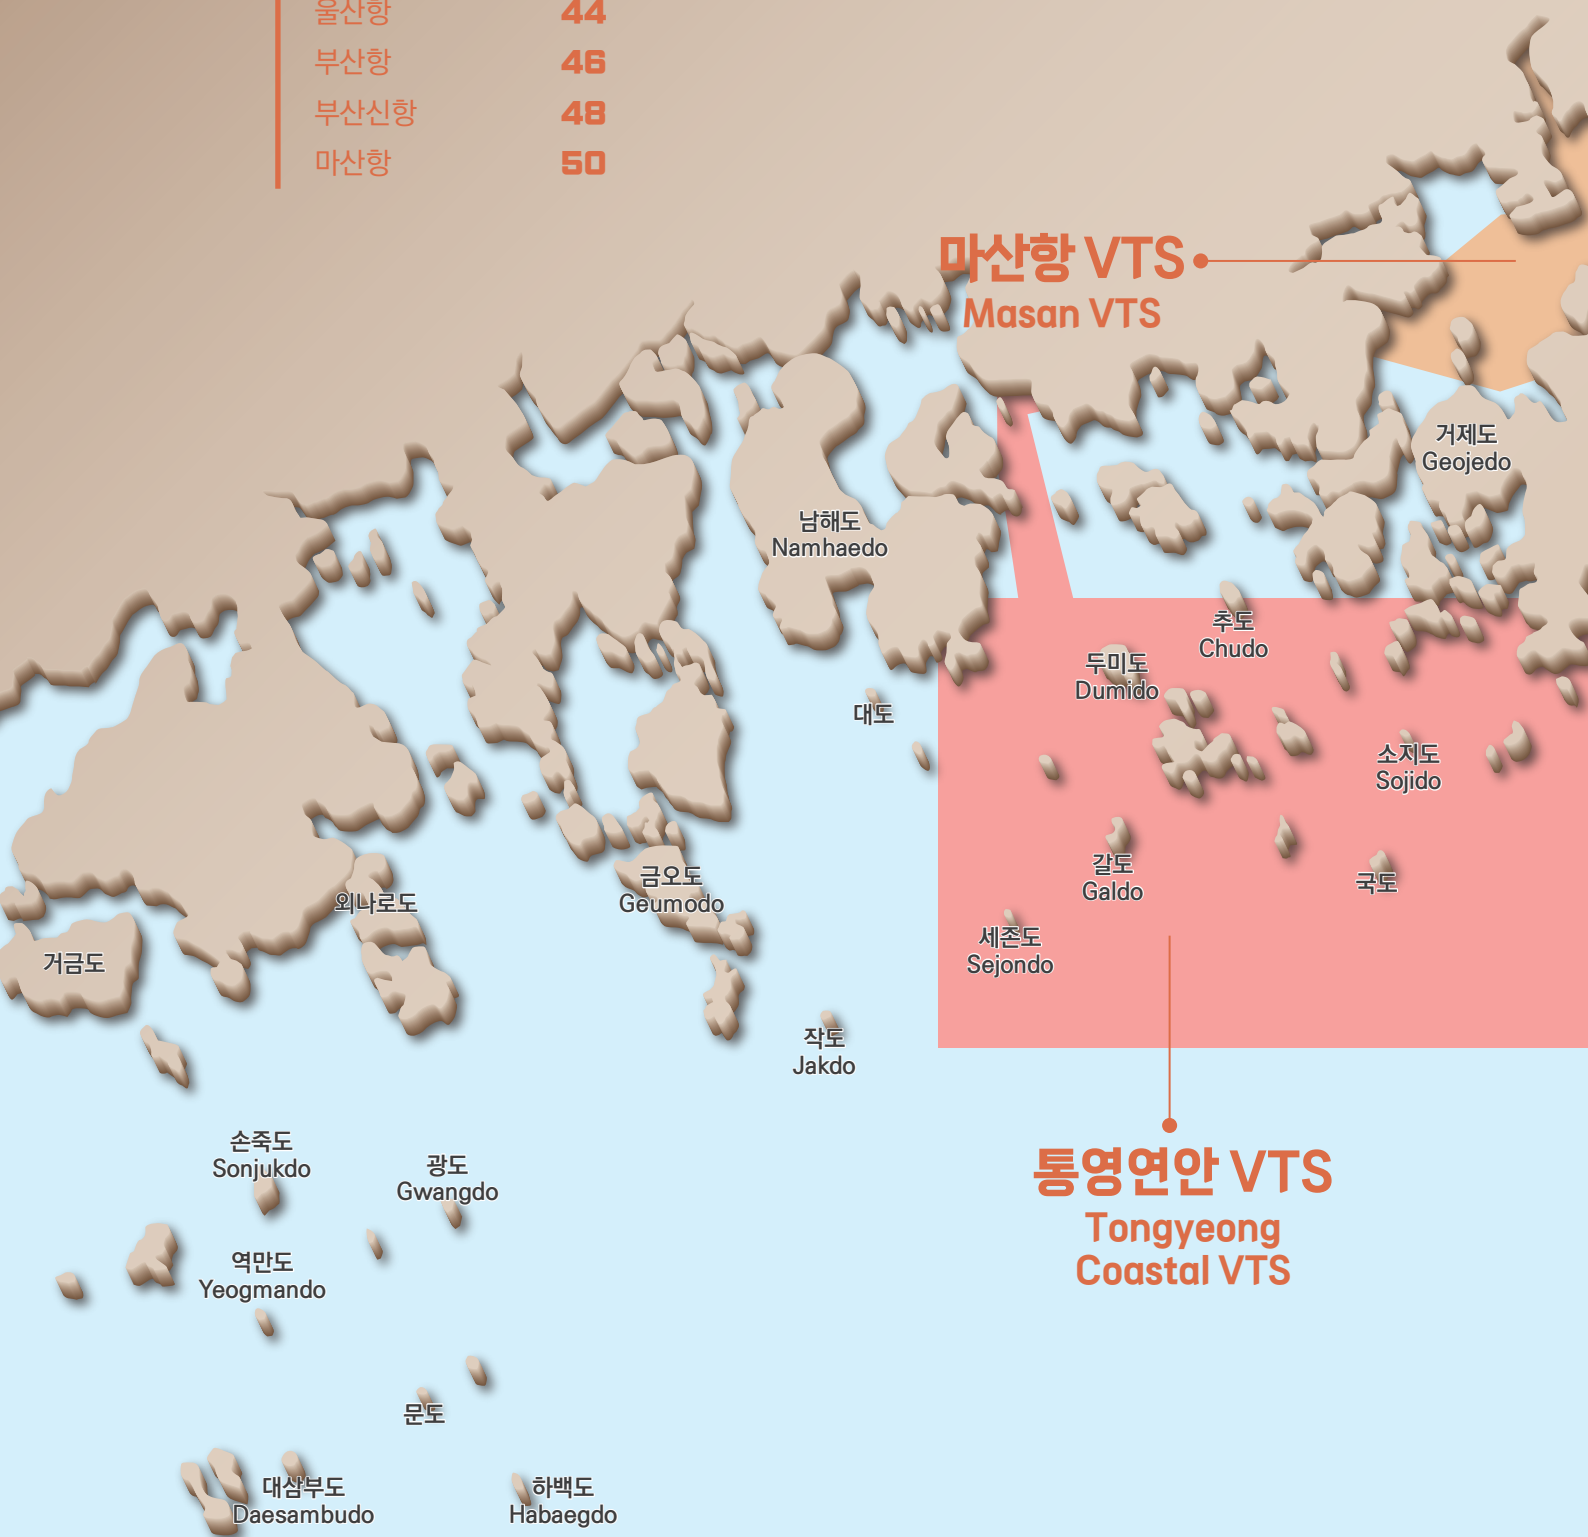 울산항 44
부산항 46
부산신항 48
마산항 50
마산항 VTS
Masan VTS
거제도
Geojedo
남해도
Namhaedo
추도
Chudo
두미도
Dumido
대도
소지도
Sojido
갈도
Galdo
국도
금오도
Geumodo
외나로도
세존도
Sejondo
거금도
작도
Jakdo
손죽도
Sonjukdo
광도
Gwangdo
통영연안 VTS
Tongyeong
Coastal VTS
역만도
Yeogmando
문도
대삼부도
Daesambudo
하백도
Habaegdo